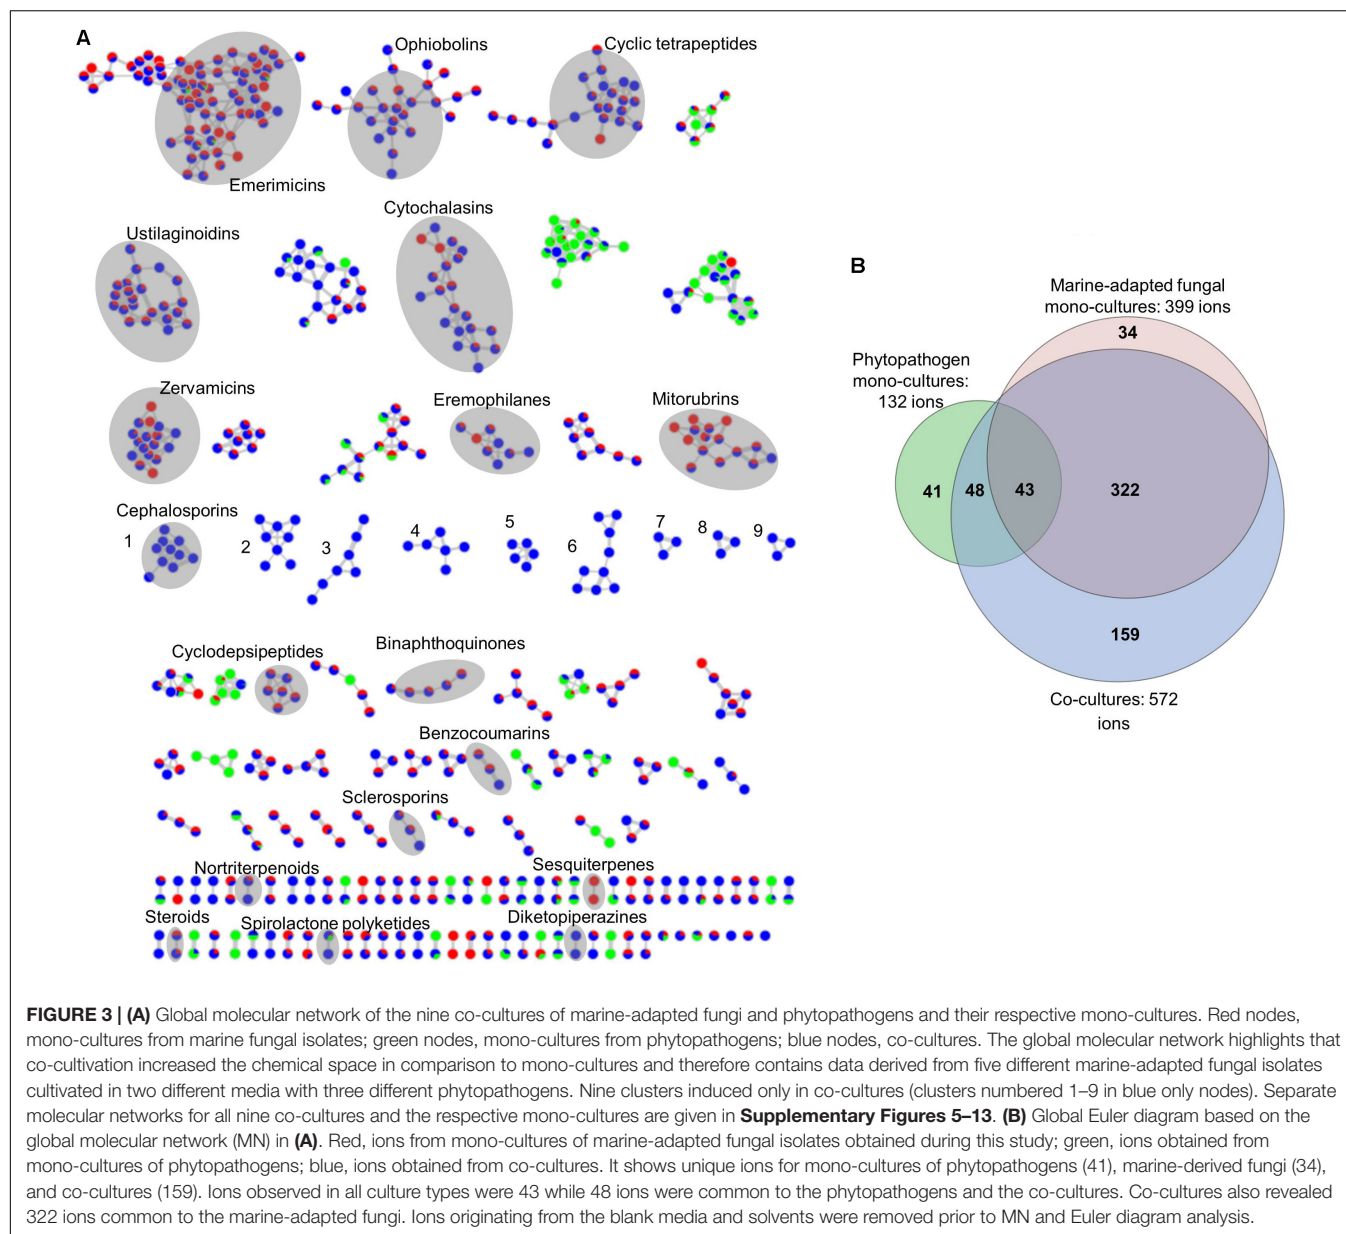 A
Ophiobolins
Cyclic tetrapeptides
Emerimicins
Cytochalasins
Ustilaginoidins
B
Marine-adapted fungal
mono-cultures: 399 ions
34
Phytopathogen
mono-cultures:
132 ions
41
48
43
322
159
Co-cultures: 572
ions
Zervamicins
Eremophilanes
Mitorubrins
Cephalosporins
1
2
3
4
5
6
7
8
9
Cyclodepsipeptides
Binaphthoquinones
Benzocoumarins
Sclerosporins
Nortriterpenoids
Sesquiterpenes
Steroids
Spirolactone polyketides
Diketopiperazines
FIGURE 3 | (A) Global molecular network of the nine co-cultures of marine-adapted fungi and phytopathogens and their respective mono-cultures. Red nodes,
mono-cultures from marine fungal isolates; green nodes, mono-cultures from phytopathogens; blue nodes, co-cultures. The global molecular network highlights that
co-cultivation increased the chemical space in comparison to mono-cultures and therefore contains data derived from five different marine-adapted fungal isolates
cultivated in two different media with three different phytopathogens. Nine clusters induced only in co-cultures (clusters numbered 1–9 in blue only nodes). Separate
molecular networks for all nine co-cultures and the respective mono-cultures are given in Supplementary Figures 5–13. (B) Global Euler diagram based on the
global molecular network (MN) in (A). Red, ions from mono-cultures of marine-adapted fungal isolates obtained during this study; green, ions obtained from
mono-cultures of phytopathogens; blue, ions obtained from co-cultures. It shows unique ions for mono-cultures of phytopathogens (41), marine-derived fungi (34),
and co-cultures (159). Ions observed in all culture types were 43 while 48 ions were common to the phytopathogens and the co-cultures. Co-cultures also revealed
322 ions common to the marine-adapted fungi. Ions originating from the blank media and solvents were removed prior to MN and Euler diagram analysis.